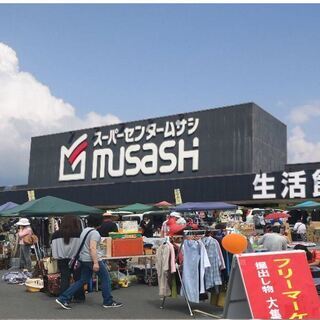 スーパーセンタームサシ
musashi
生活館
フリーマーケ
掘出し物 大集